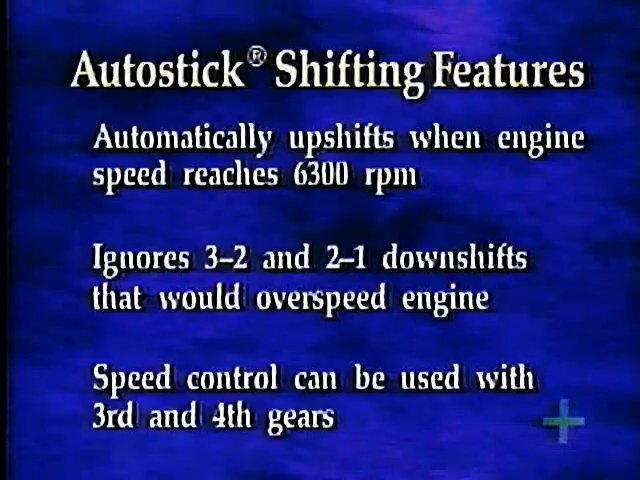 Autostick® Shifting Features
Automatically upshifts when engine
speed reaches 6300 rpm
Ignores 3–2 and 2–1 downshifts
that would overspeed engine
Speed control can be used with
3rd and 4th gears